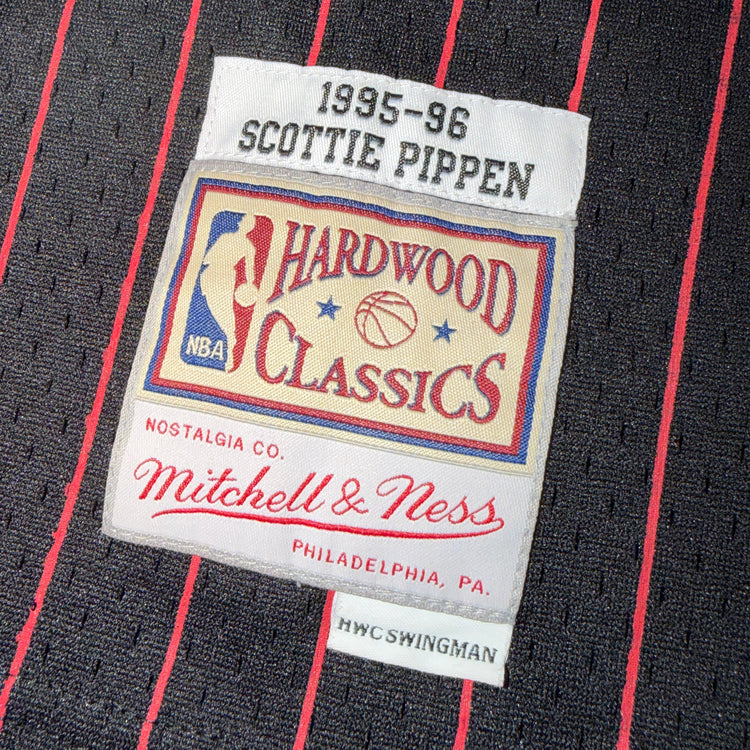 1995-96
SCOTTIE PIPPEN
HARDWOOD
CLASSICS
NBA
NOSTALGIA CO.
Mitchell & Ness
PHILADELPHIA, PA.
HWC SWINGMAN